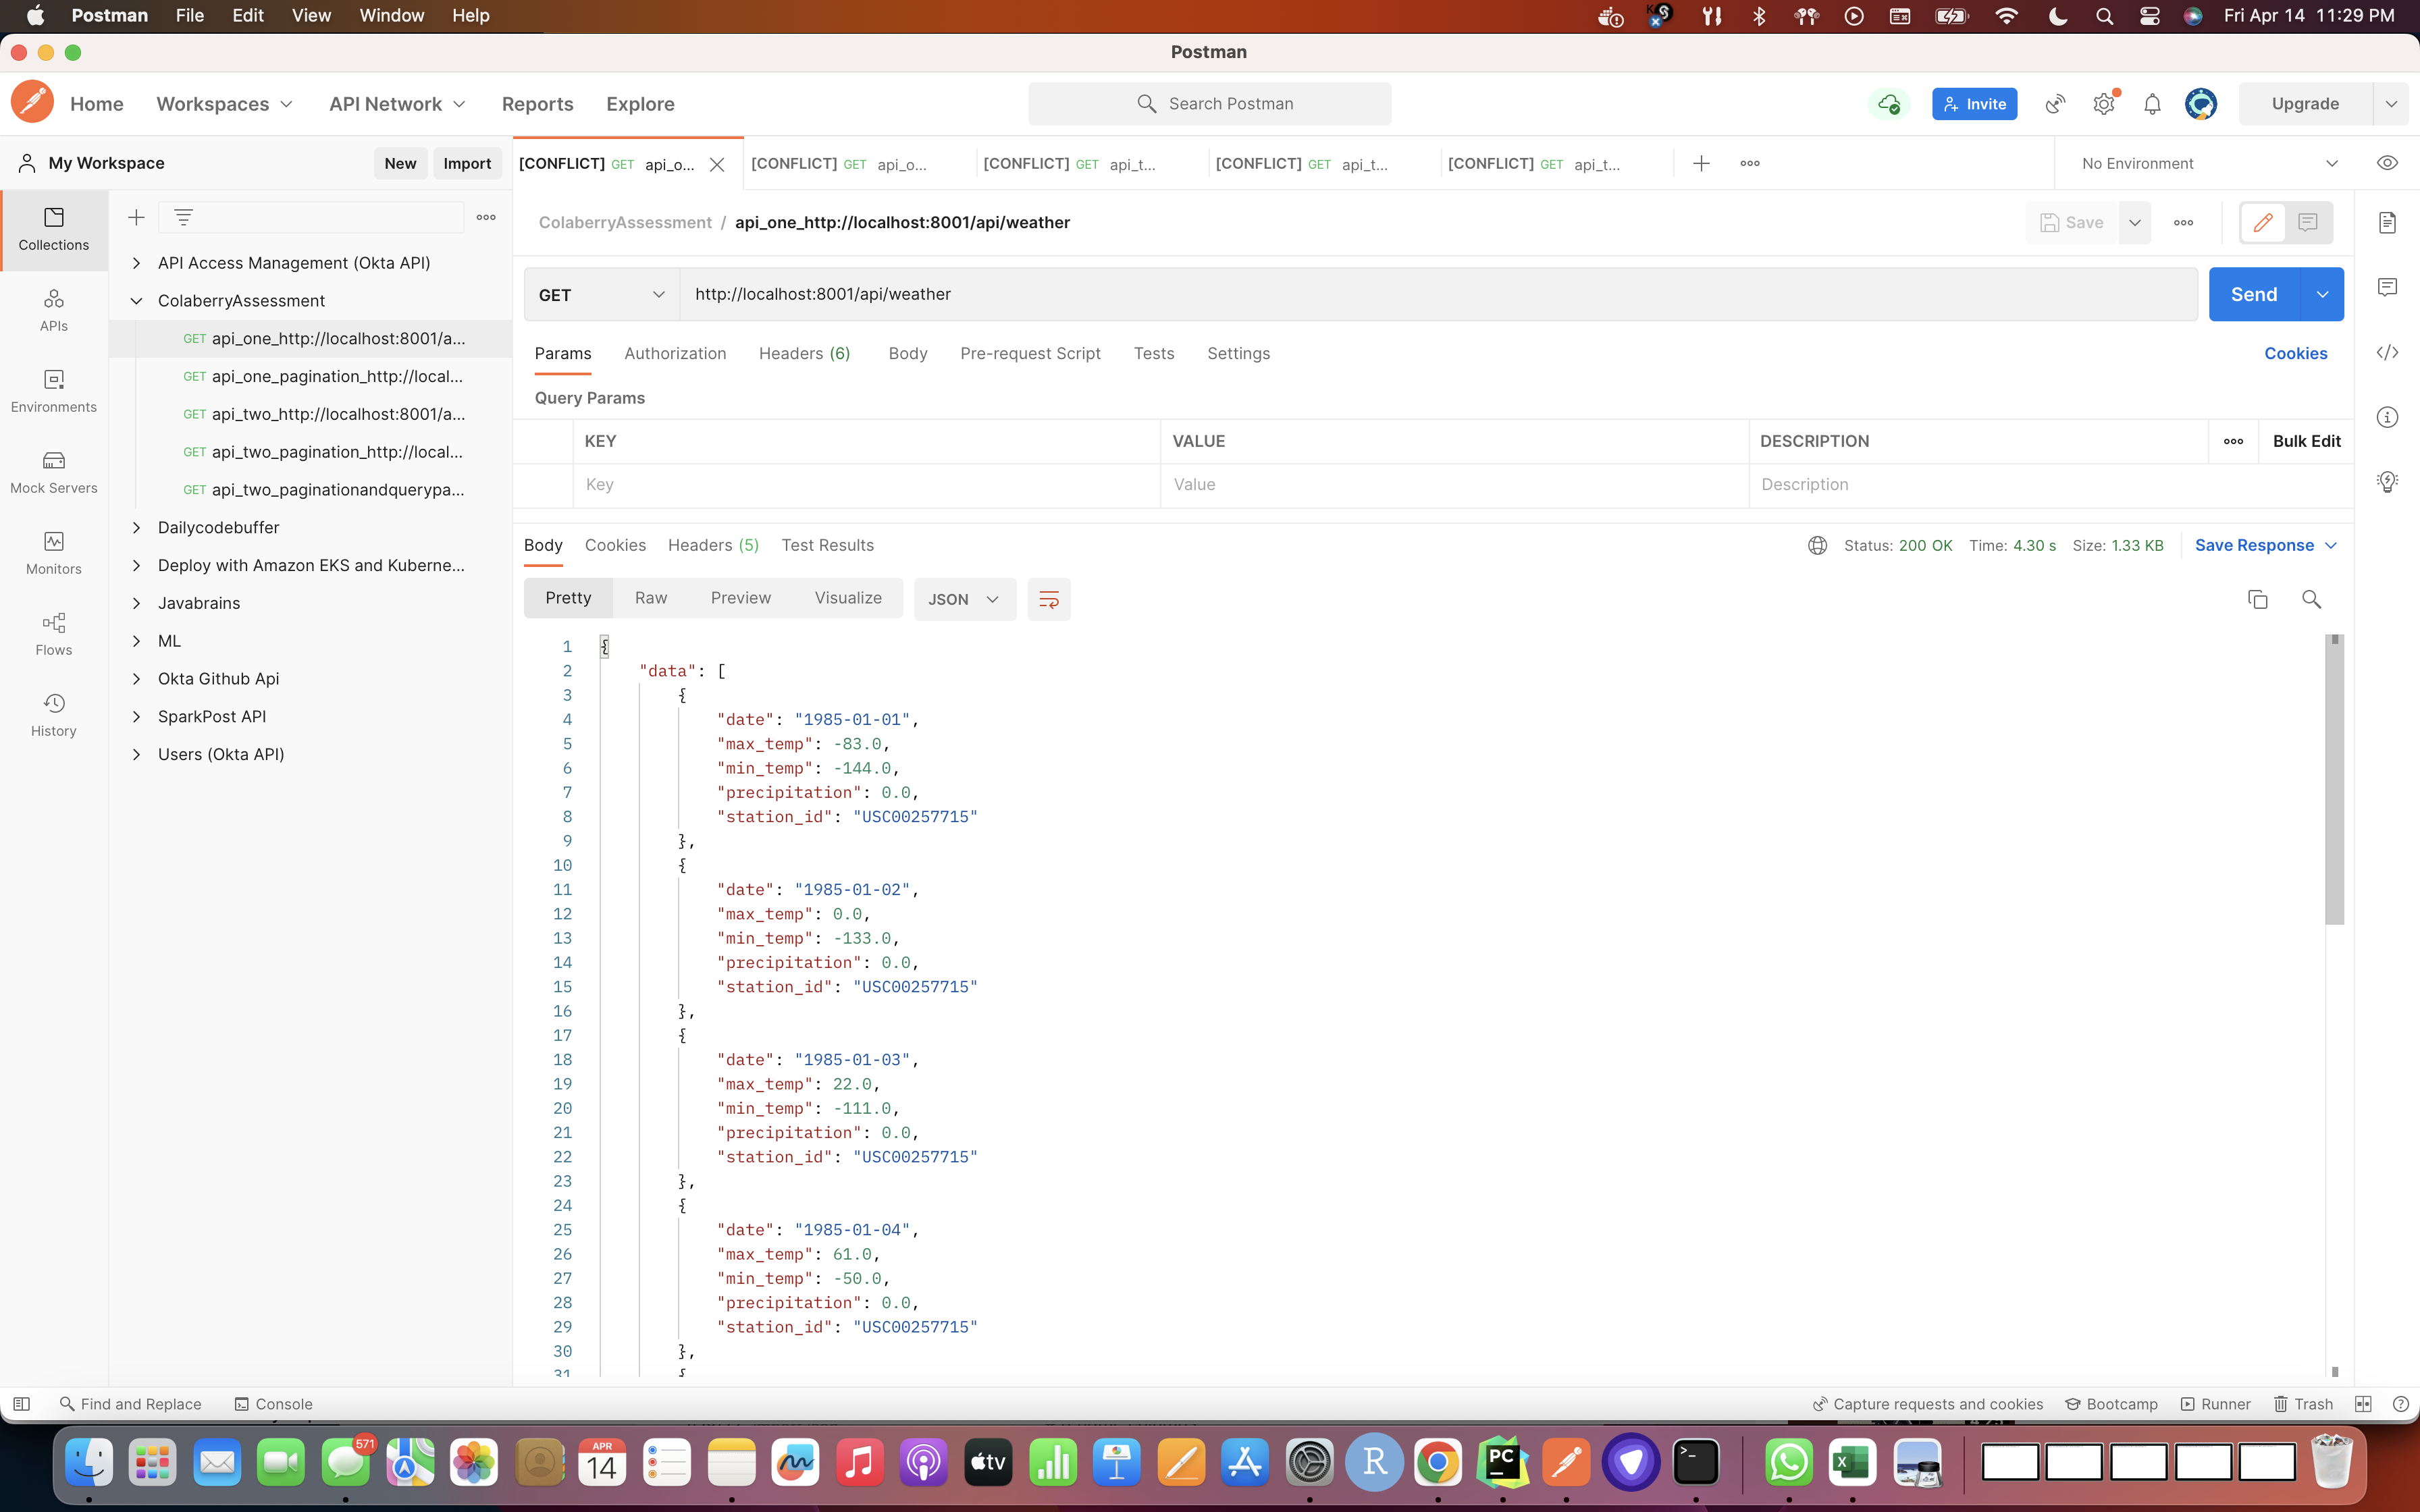 Postman File Edit View Window Help Fri Apr 14 11:29 PM
Postman
Home Workspaces API Network Reports Explore Search Postman Invite Upgrade
My Workspace New Import [CONFLICT] GET api_o... [CONFLICT] GET api_o... [CONFLICT] GET api_t... [CONFLICT] GET api_t... [CONFLICT] GET api_t... No Environment
Collections
APIs
Environments
Mock Servers
Monitors
Flows
History
API Access Management (Okta API)
ColaberryAssessment
GET api_one_http://localhost:8001/a...
GET api_one_pagination_http://local...
GET api_two_http://localhost:8001/a...
GET api_two_pagination_http://local...
GET api_two_paginationandquerypa...
Dailycodebuffer
Deploy with Amazon EKS and Kuberne...
Javabrains
ML
Okta Github Api
SparkPost API
Users (Okta API)
ColaberryAssessment / api_one_http://localhost:8001/api/weather Save
GET http://localhost:8001/api/weather Send
Params Authorization Headers (6) Body Pre-request Script Tests Settings Cookies
Query Params
KEY VALUE DESCRIPTION Bulk Edit
Key Value Description
Body Cookies Headers (5) Test Results Status: 200 OK Time: 4.30 s Size: 1.33 KB Save Response
Pretty Raw Preview Visualize JSON
1 {
2 "data": [
3 {
4 "date": "1985-01-01",
5 "max_temp": -83.0,
6 "min_temp": -144.0,
7 "precipitation": 0.0,
8 "station_id": "USC00257715"
9 },
10 {
11 "date": "1985-01-02",
12 "max_temp": 0.0,
13 "min_temp": -133.0,
14 "precipitation": 0.0,
15 "station_id": "USC00257715"
16 },
17 {
18 "date": "1985-01-03",
19 "max_temp": 22.0,
20 "min_temp": -111.0,
21 "precipitation": 0.0,
22 "station_id": "USC00257715"
23 },
24 {
25 "date": "1985-01-04",
26 "max_temp": 61.0,
27 "min_temp": -50.0,
28 "precipitation": 0.0,
29 "station_id": "USC00257715"
30 },
31 {
Find and Replace Console Capture requests and cookies Bootcamp Runner Trash
571
APR
14
tv
R
PC
X